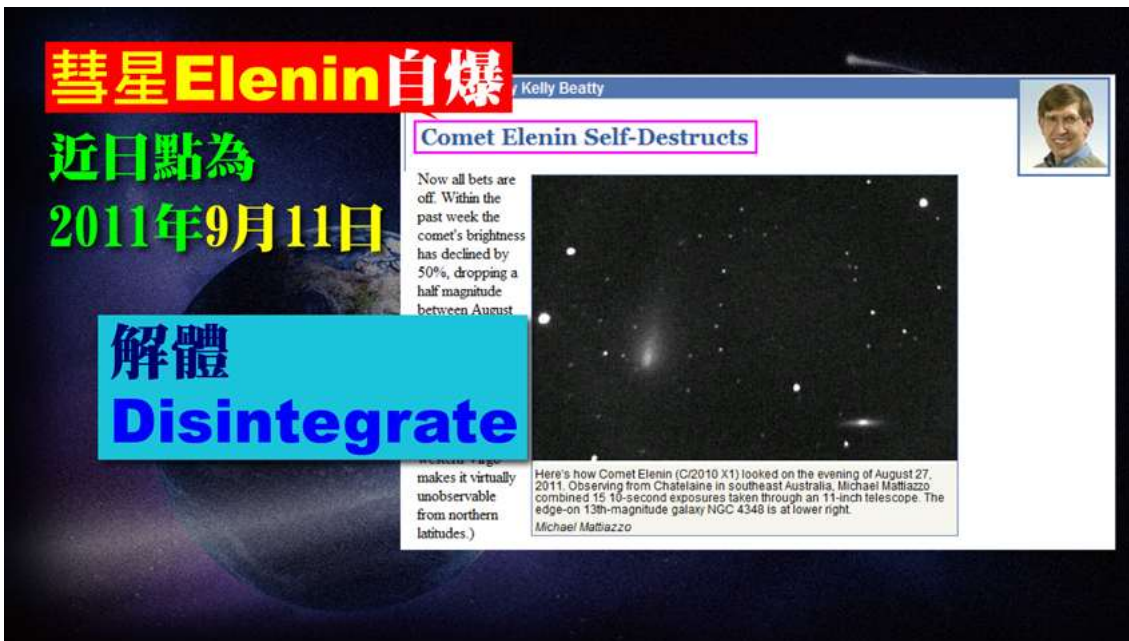 彗星Elenin自爆
近日點為
2011年9月11日
解體
Disintegrate
Kelly Beatty
Comet Elenin Self-Destructs
Now all bets are
off. Within the
past week the
comet's brightness
has declined by
50%, dropping a
half magnitude
between August
western Virgo
makes it virtually
unobservable
from northern
latitudes.)
Here's how Comet Elenin (C/2010 X1) looked on the evening of August 27,
2011. Observing from Chatelaine in southeast Australia, Michael Mattiazzo
combined 15 10-second exposures taken through an 11-inch telescope. The
edge-on 13th-magnitude galaxy NGC 4348 is at lower right.
Michael Mattiazzo